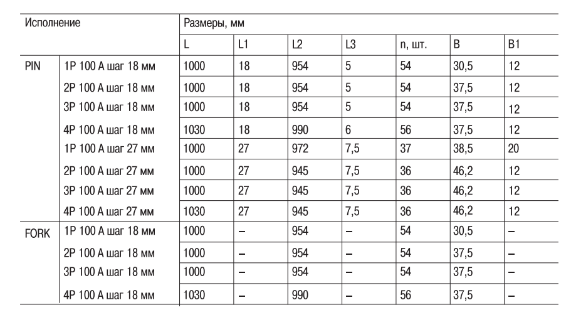 Исполнение Размеры, мм
L L1 L2 L3 n, шт. B B1
PIN 1P 100 А шаг 18 мм 1000 18 954 5 54 30,5 12
2P 100 А шаг 18 мм 1000 18 954 5 54 37,5 12
3P 100 А шаг 18 мм 1000 18 954 5 54 37,5 12
4P 100 А шаг 18 мм 1030 18 990 6 56 37,5 12
1P 100 А шаг 27 мм 1000 27 972 7,5 37 38,5 20
2P 100 А шаг 27 мм 1000 27 945 7,5 36 46,2 12
3P 100 А шаг 27 мм 1000 27 945 7,5 36 46,2 12
4P 100 А шаг 27 мм 1030 27 945 7,5 36 46,2 12
FORK 1P 100 А шаг 18 мм 1000 – 954 – 54 30,5 –
2P 100 А шаг 18 мм 1000 – 954 – 54 37,5 –
3P 100 А шаг 18 мм 1000 – 954 – 54 37,5 –
4P 100 А шаг 18 мм 1030 – 990 – 56 37,5 –